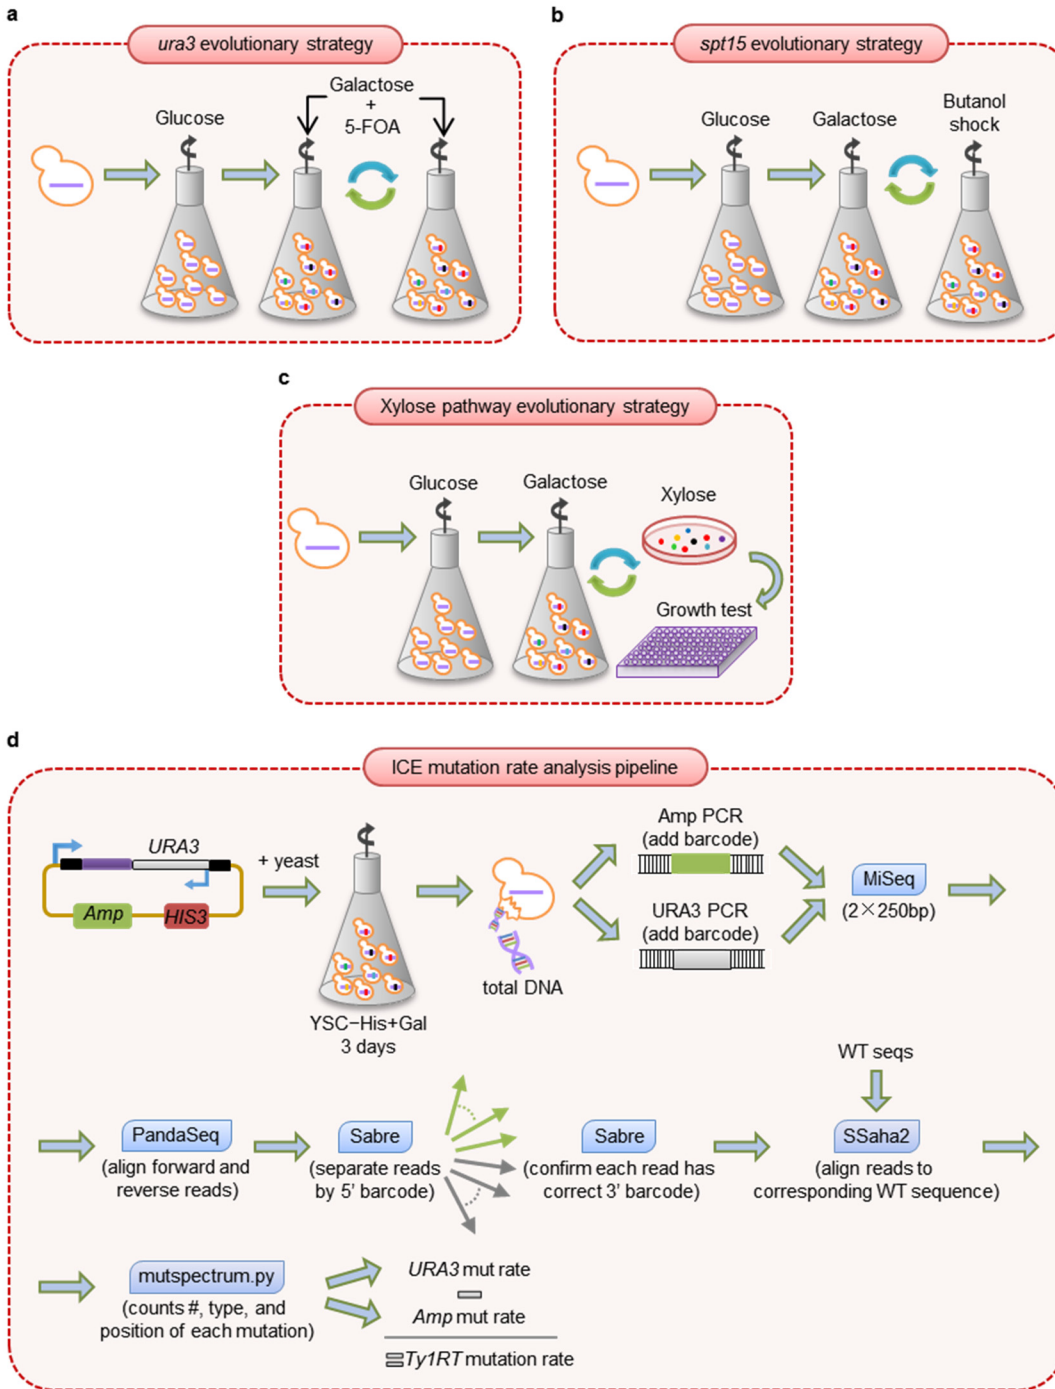 a
ura3 evolutionary strategy
Glucose
Galactose
+
5-FOA
b
spt15 evolutionary strategy
Glucose
Galactose
Butanol
shock
c
Xylose pathway evolutionary strategy
Glucose
Galactose
Xylose
Growth test
d
ICE mutation rate analysis pipeline
URA3
Amp
HIS3
+ yeast
YSC−His+Gal
3 days
total DNA
Amp PCR
(add barcode)
URA3 PCR
(add barcode)
MiSeq
(2×250bp)
PandaSeq
(align forward and
reverse reads)
Sabre
(separate reads
by 5’ barcode)
Sabre
(confirm each read has
correct 3’ barcode)
WT seqs
SSaha2
(align reads to
corresponding WT sequence)
mutspectrum.py
(counts #, type, and
position of each mutation)
URA3 mut rate
−
Amp mut rate
=Ty1RT mutation rate